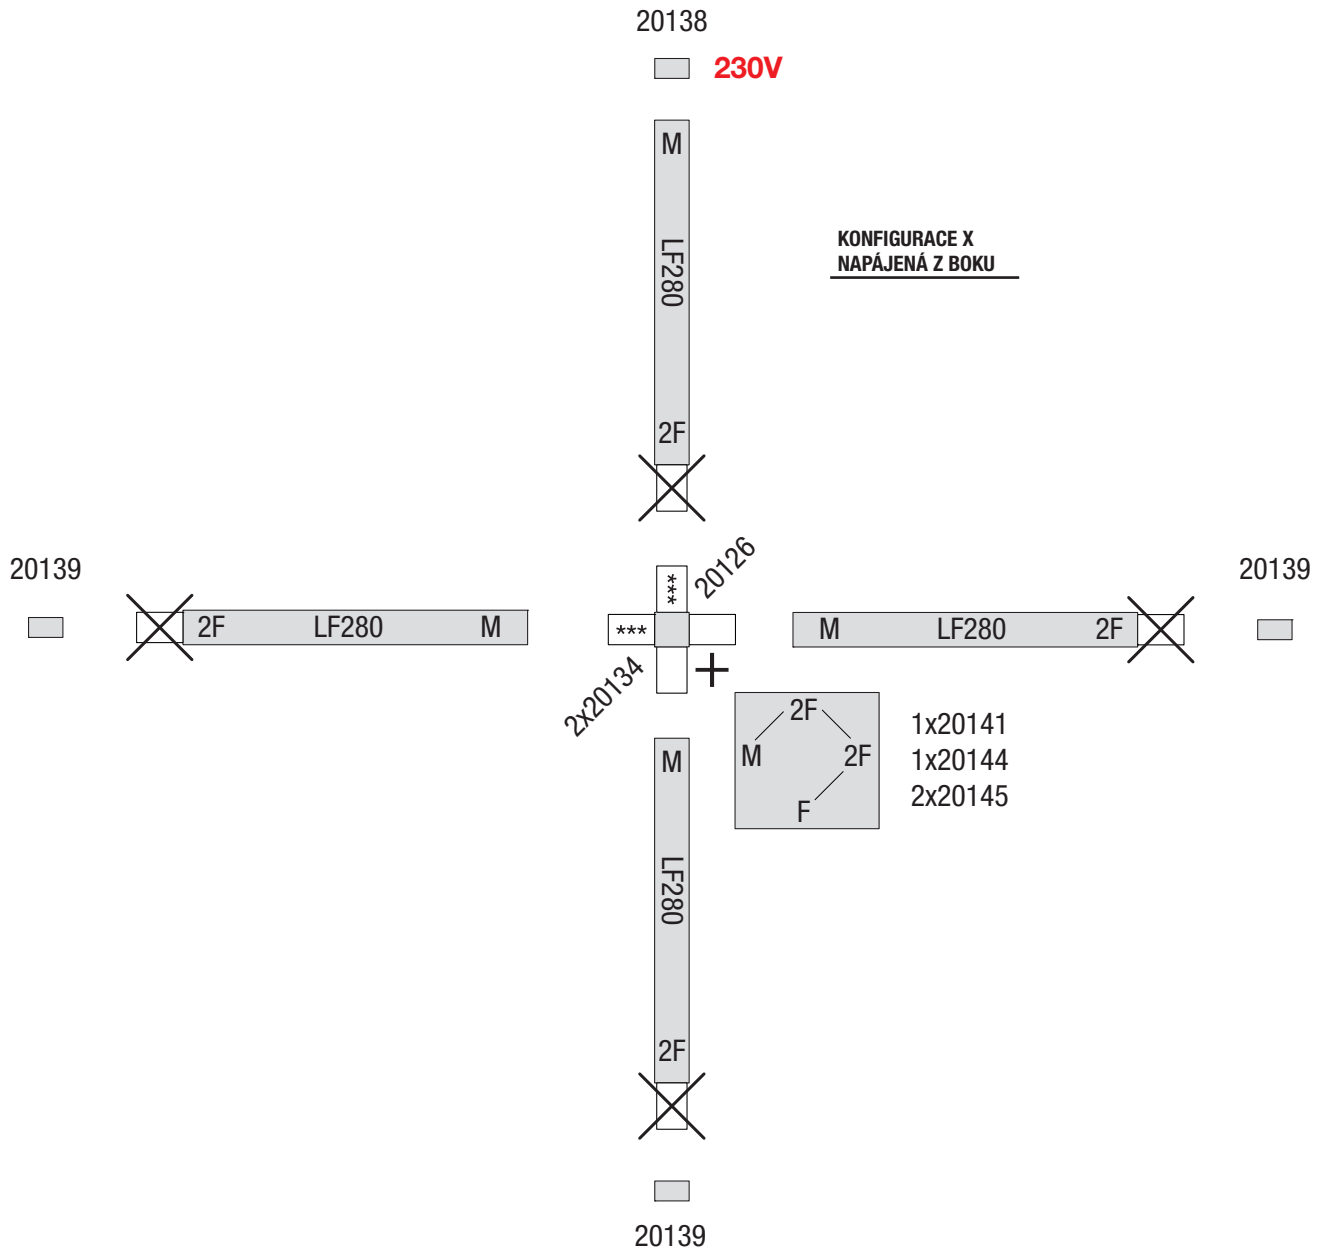 20138
230V
M
LF280
2F
KONFIGURACE X
NAPÁJENÁ Z BOKU
20139
2F LF280 M
***
***
20126
2x20134
+
M LF280 2F
20139
2F
M 2F
F
1x20141
1x20144
2x20145
M
LF280
2F
20139